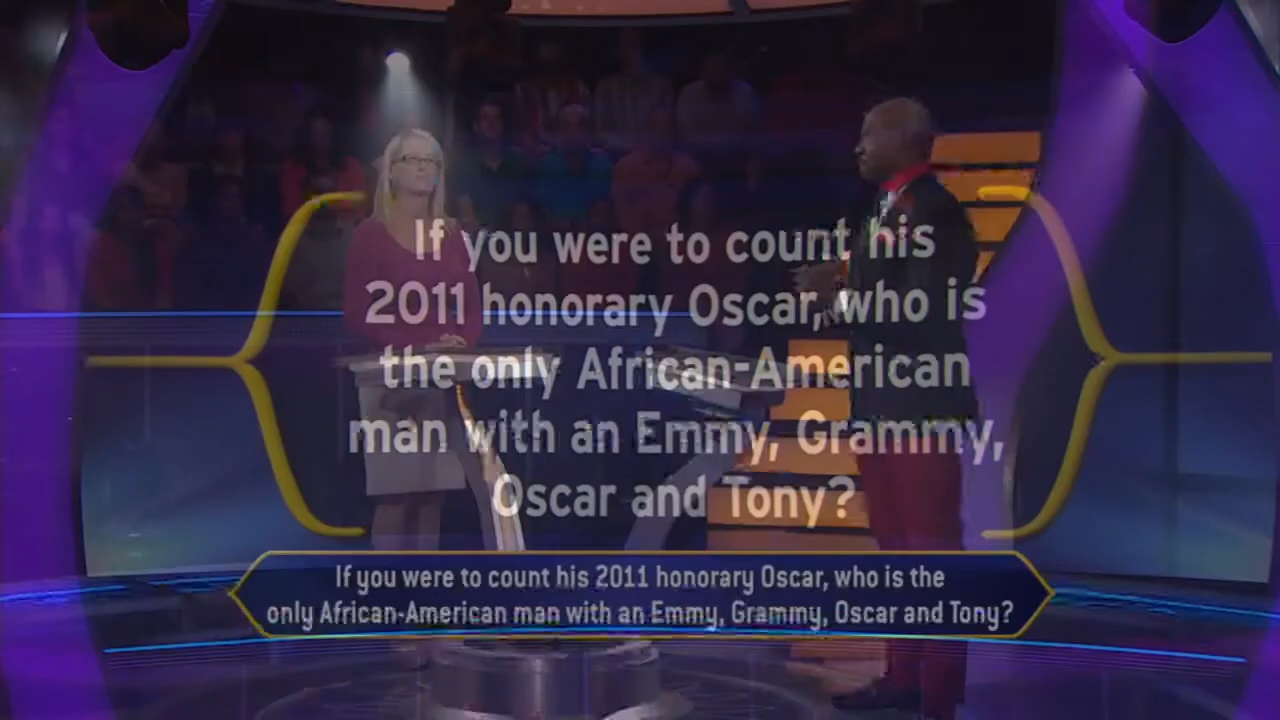 If you were to count his
2011 honorary Oscar, who is
the only African-American
man with an Emmy, Grammy,
Oscar and Tony?
If you were to count his 2011 honorary Oscar, who is the
only African-American man with an Emmy, Grammy, Oscar and Tony?